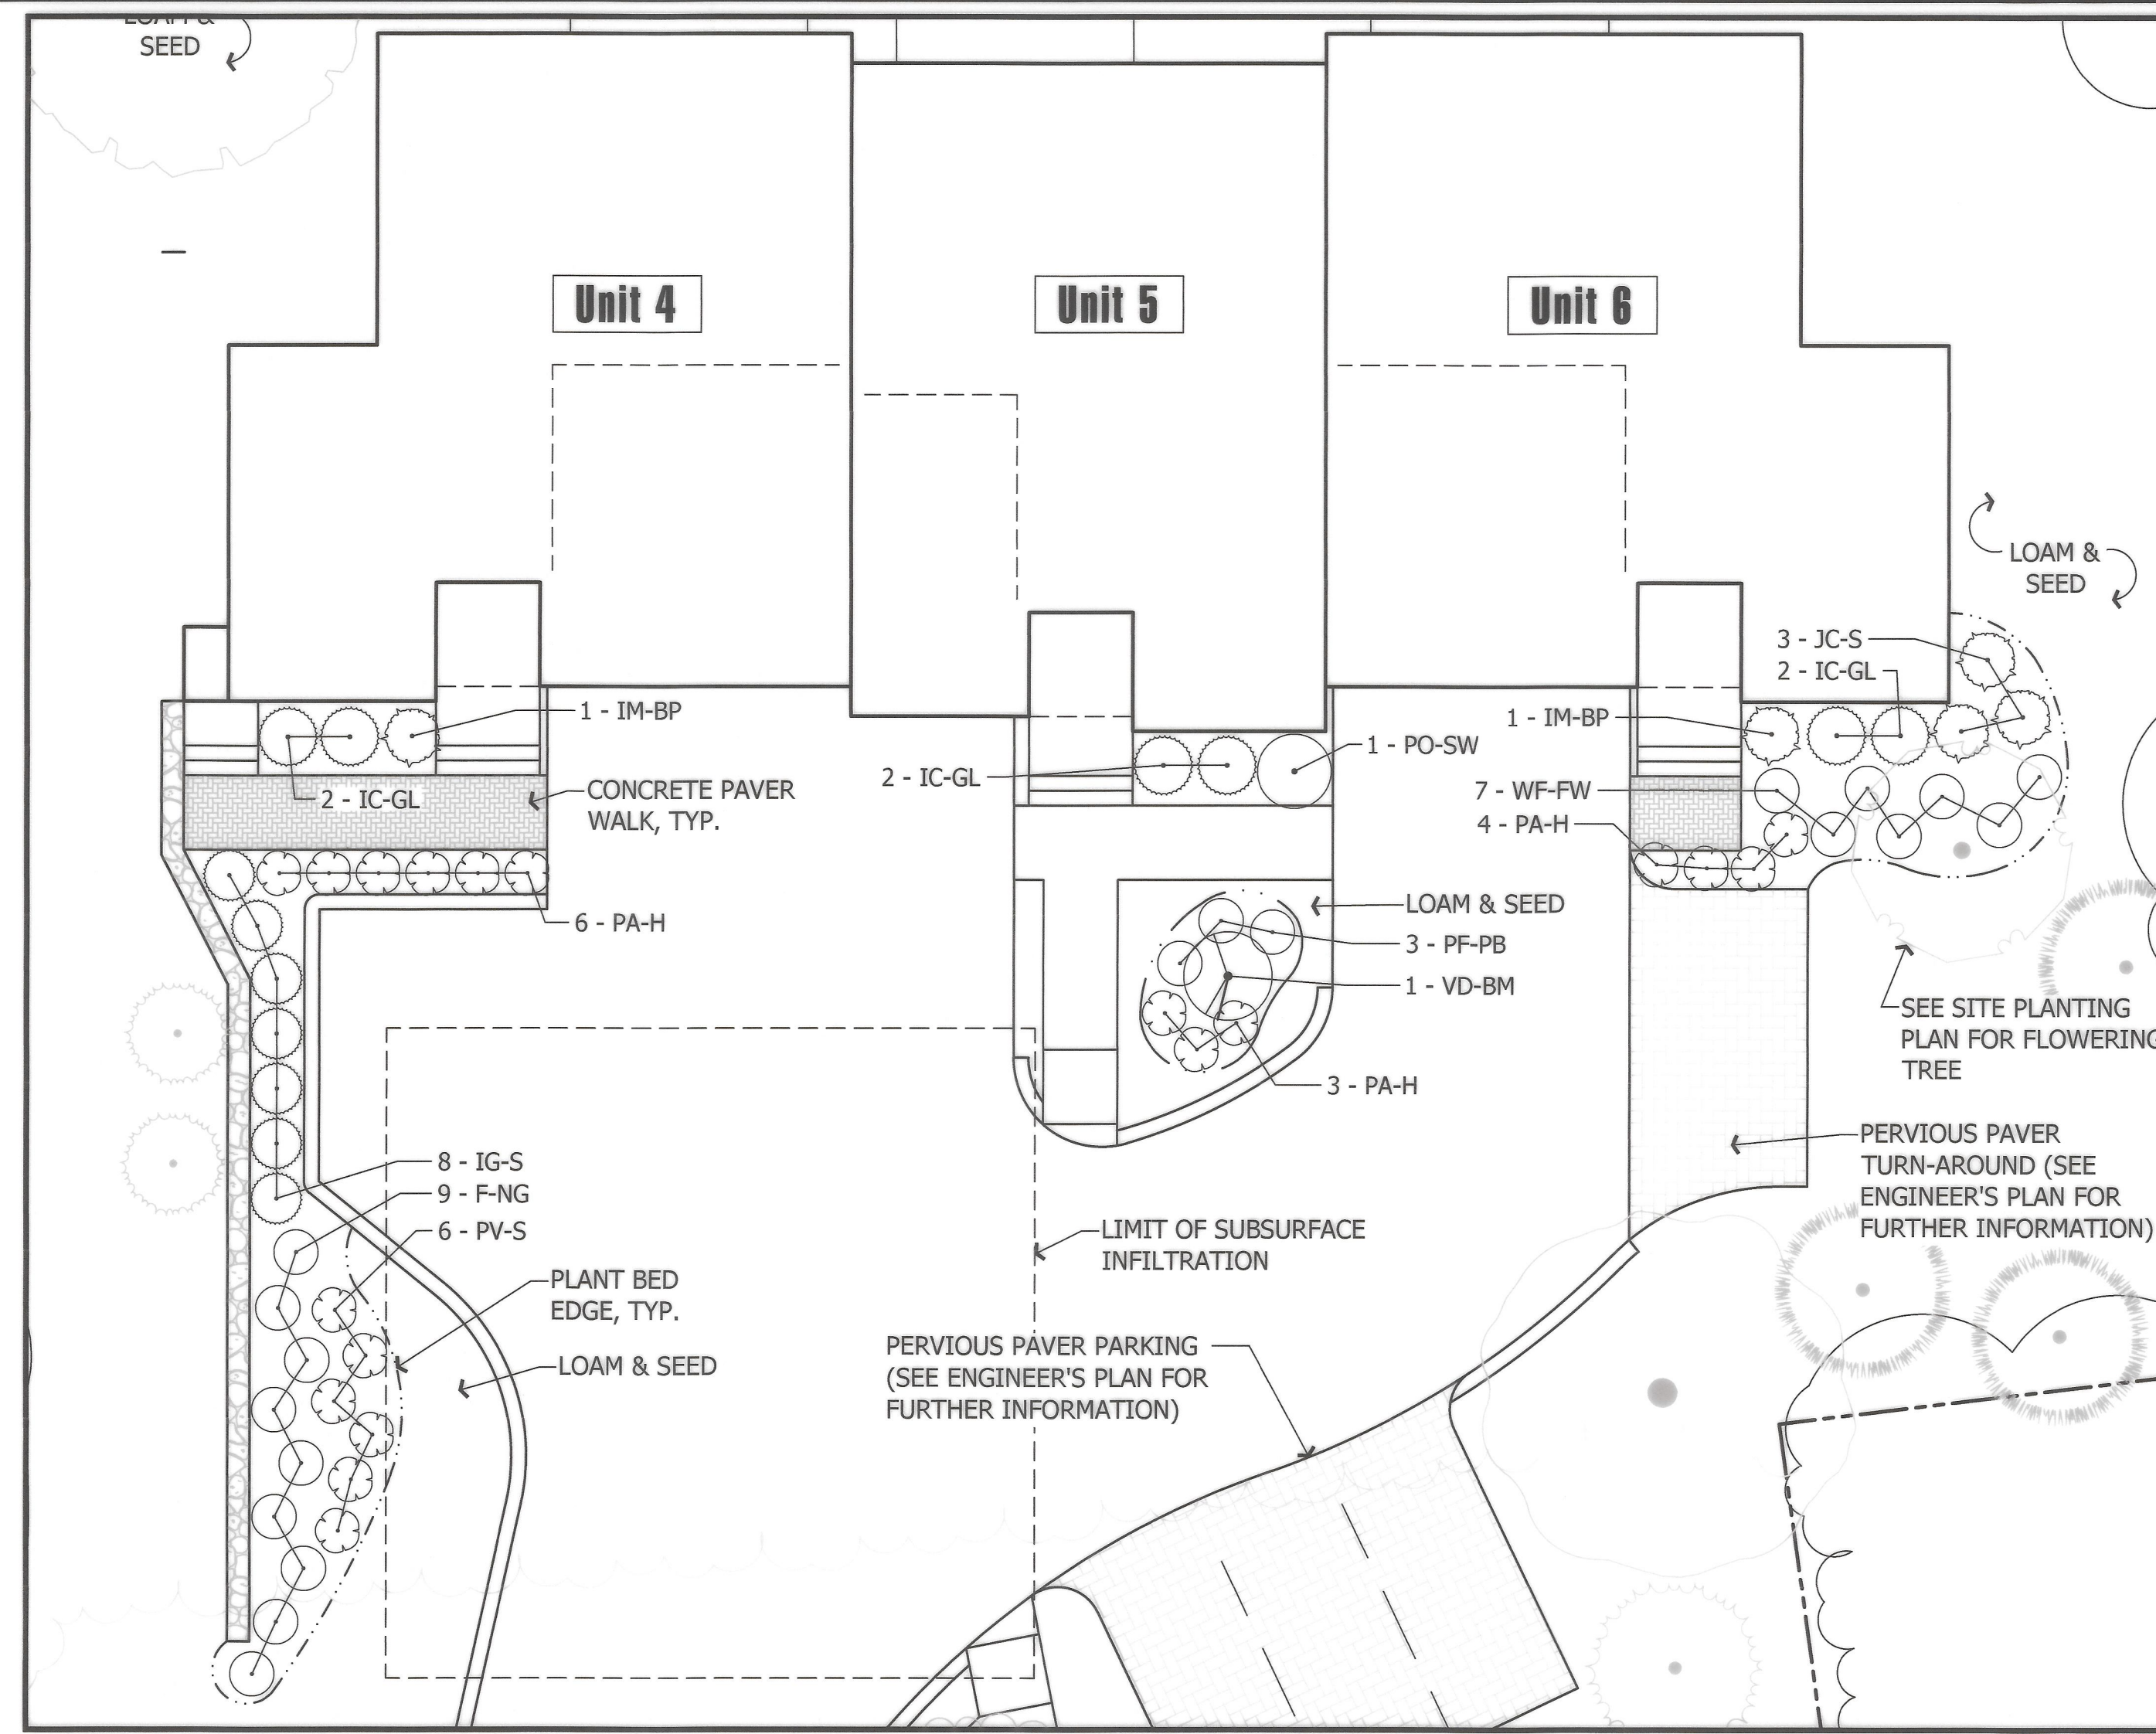 LOAM &
SEED
Unit 4
Unit 5
Unit 6
LOAM &
SEED
3 - JC-S
2 - IC-GL
1 - IM-BP
1 - IM-BP
1 - PO-SW
2 - IC-GL
7 - WF-FW
4 - PA-H
2 - IC-GL
CONCRETE PAVER
WALK, TYP.
6 - PA-H
LOAM & SEED
3 - PF-PB
1 - VD-BM
3 - PA-H
SEE SITE PLANTING
PLAN FOR FLOWERING
TREE
PERVIOUS PAVER
TURN-AROUND (SEE
ENGINEER'S PLAN FOR
FURTHER INFORMATION)
8 - IG-S
9 - F-NG
6 - PV-S
LIMIT OF SUBSURFACE
INFILTRATION
PLANT BED
EDGE, TYP.
LOAM & SEED
PERVIOUS PAVER PARKING
(SEE ENGINEER'S PLAN FOR
FURTHER INFORMATION)